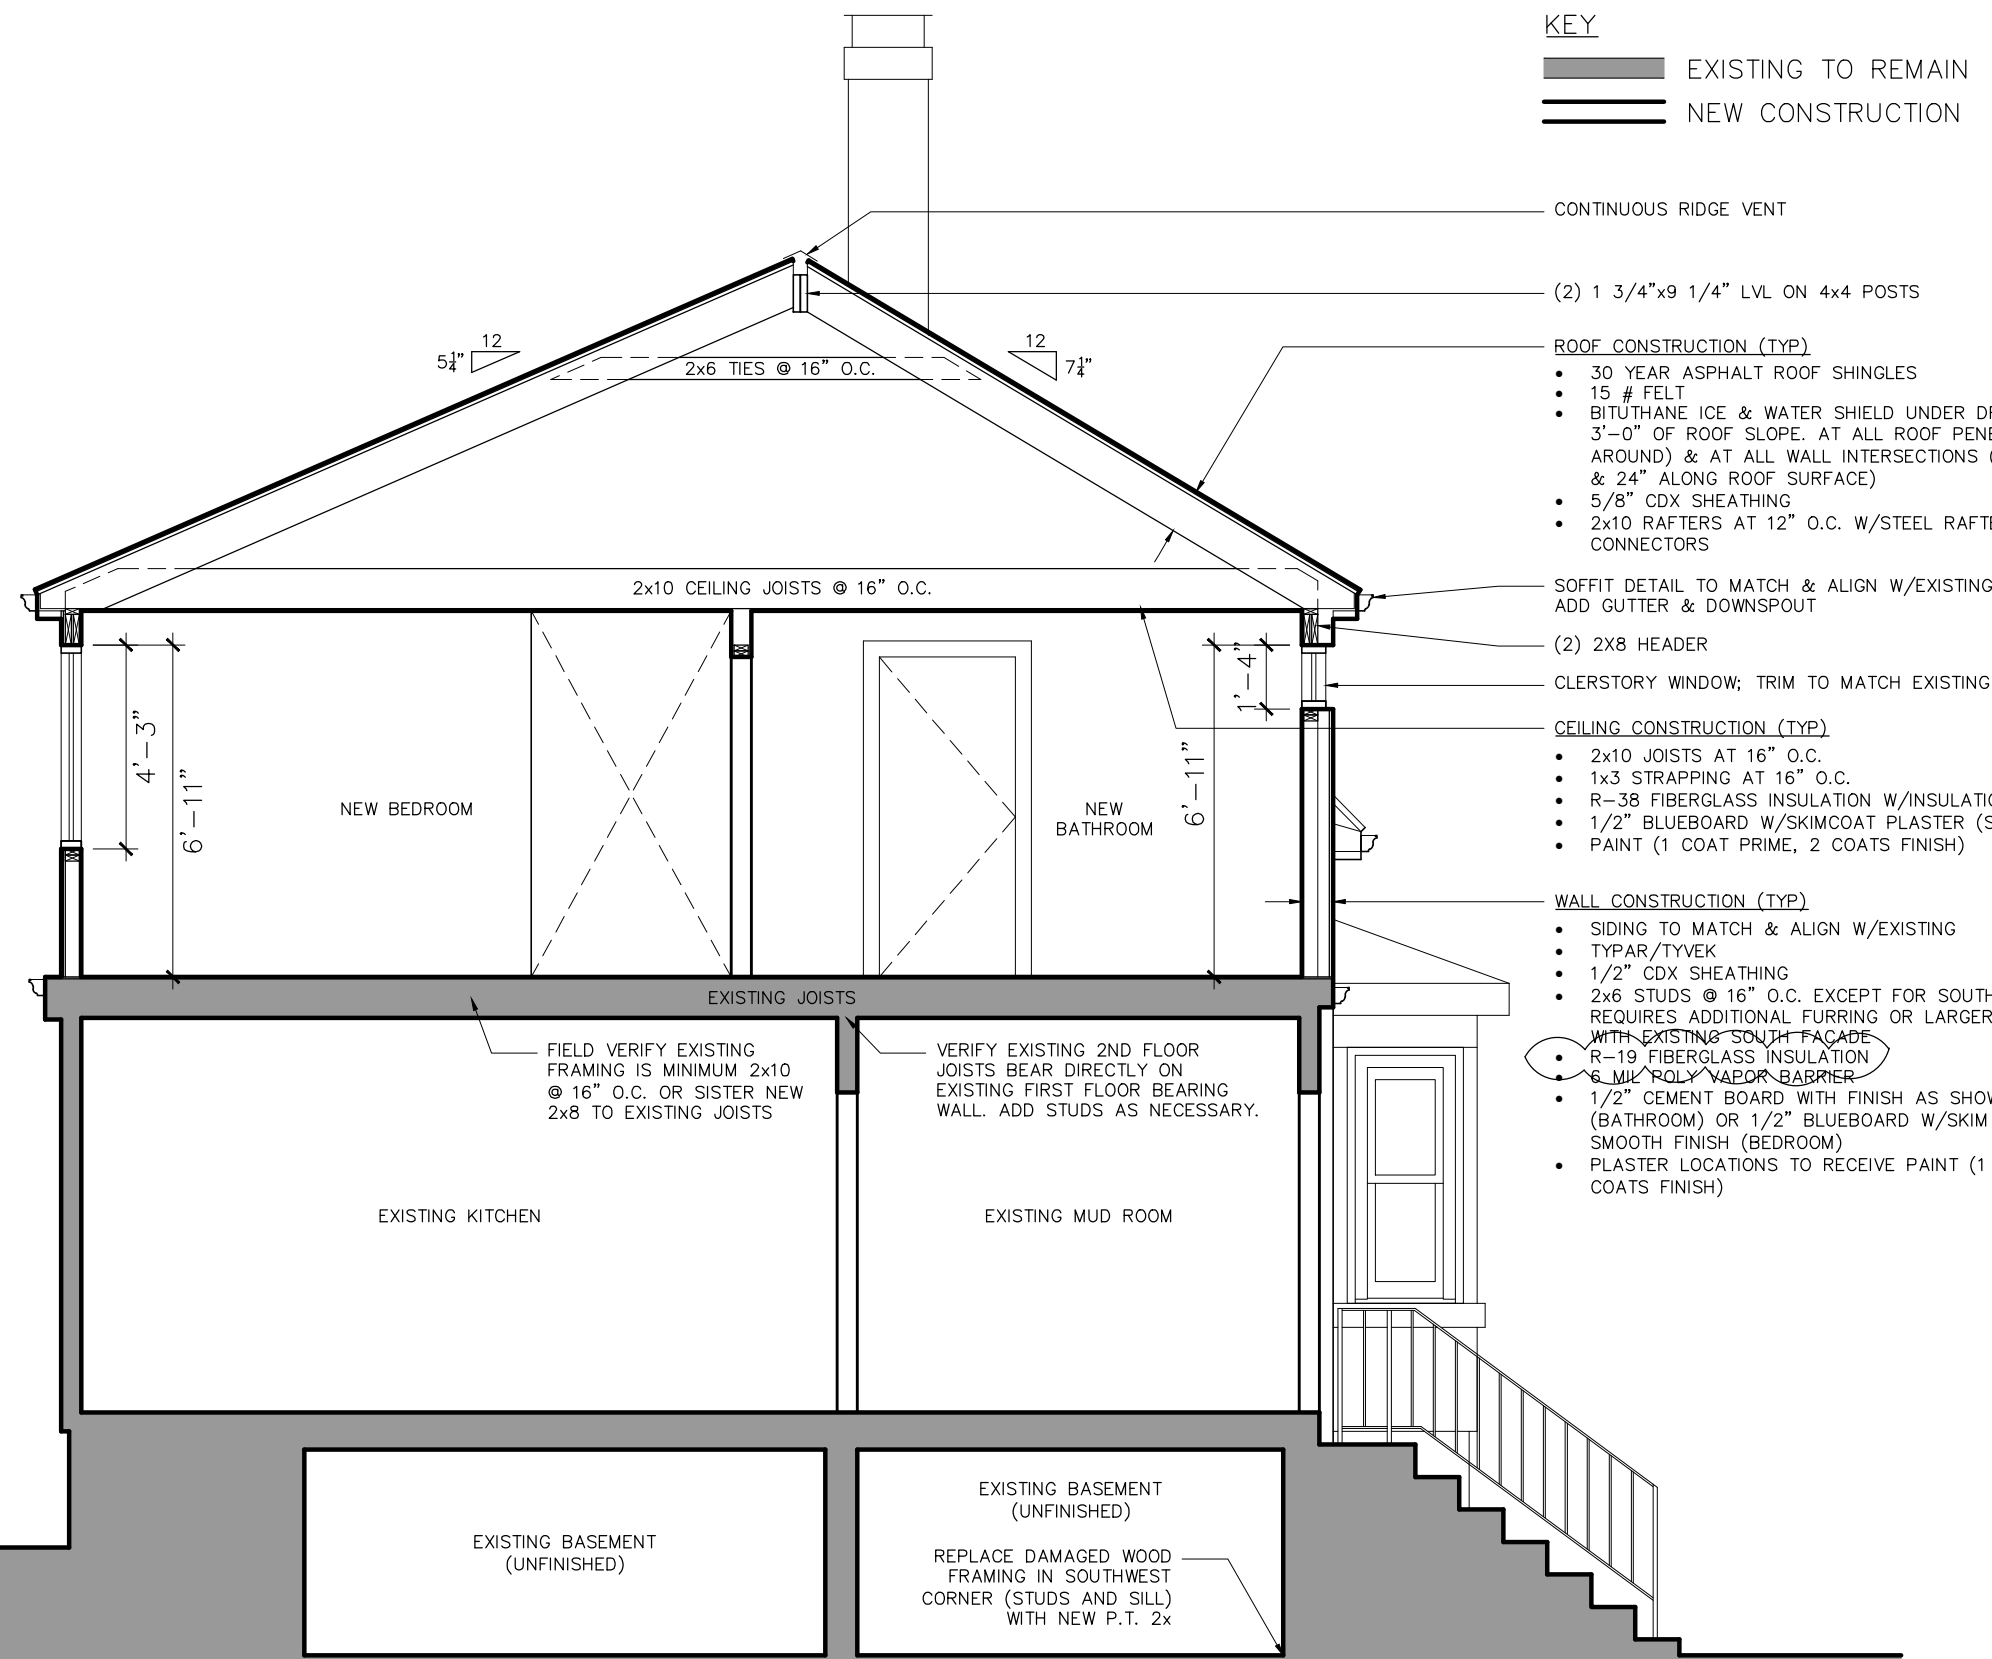 KEY
EXISTING TO REMAIN
NEW CONSTRUCTION
CONTINUOUS RIDGE VENT
(2) 1 3/4"x9 1/4" LVL ON 4x4 POSTS
12
5 1/4"
12
7 1/4"
2x6 TIES @ 16" O.C.
ROOF CONSTRUCTION (TYP)
• 30 YEAR ASPHALT ROOF SHINGLES
• 15 # FELT
• BITUTHANE ICE & WATER SHIELD UNDER
3'-0" OF ROOF SLOPE. AT ALL ROOF
AROUND) & AT ALL WALL INTERSECTIONS (
& 24" ALONG ROOF SURFACE)
• 5/8" CDX SHEATHING
• 2x10 RAFTERS AT 12" O.C. W/STEEL
CONNECTORS
2x10 CEILING JOISTS @ 16" O.C.
SOFFIT DETAIL TO MATCH & ALIGN W/EXISTING
ADD GUTTER & DOWNSPOUT
(2) 2X8 HEADER
CLERSTORY WINDOW; TRIM TO MATCH EXISTING
4'-3"
6'-11"
1'-4"
6'-11"
NEW BEDROOM
NEW
BATHROOM
CEILING CONSTRUCTION (TYP)
• 2x10 JOISTS AT 16" O.C.
• 1x3 STRAPPING AT 16" O.C.
• R-38 FIBERGLASS INSULATION
• 1/2" BLUEBOARD W/SKIMCOAT PLASTER
• PAINT (1 COAT PRIME, 2 COATS FINISH)
WALL CONSTRUCTION (TYP)
• SIDING TO MATCH & ALIGN W/EXISTING
• TYPAR/TYVEK
• 1/2" CDX SHEATHING
• 2x6 STUDS @ 16" O.C. EXCEPT FOR SOUTH
REQUIRES ADDITIONAL FURRING OR LARGER
WITH EXISTING SOUTH FACADE
• R-19 FIBERGLASS INSULATION
• 6 MIL POLY VAPOR BARRIER
• 1/2" CEMENT BOARD WITH FINISH AS
(BATHROOM) OR 1/2" BLUEBOARD W/SKIM
SMOOTH FINISH (BEDROOM)
• PLASTER LOCATIONS TO RECEIVE PAINT (1
COATS FINISH)
EXISTING JOISTS
FIELD VERIFY EXISTING
FRAMING IS MINIMUM 2x10
@ 16" O.C. OR SISTER NEW
2x8 TO EXISTING JOISTS
VERIFY EXISTING 2ND FLOOR
JOISTS BEAR DIRECTLY ON
EXISTING FIRST FLOOR BEARING
WALL. ADD STUDS AS NECESSARY.
EXISTING KITCHEN
EXISTING MUD ROOM
EXISTING BASEMENT
(UNFINISHED)
EXISTING BASEMENT
(UNFINISHED)
REPLACE DAMAGED WOOD
FRAMING IN SOUTHWEST
CORNER (STUDS AND SILL)
WITH NEW P.T. 2x